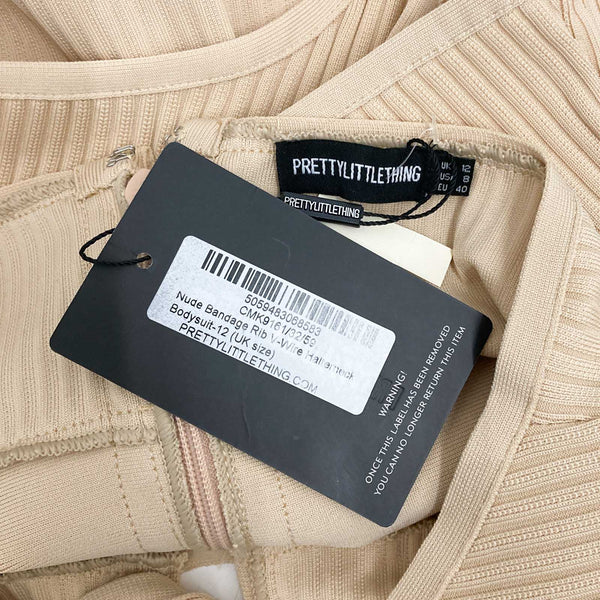 PRETTYLITTLETHING
UK 12
USA 8
EU 40
PRETTYLITTLETHING
5059483068583
CMK9161/32/59
Nude Bandage Rib V-Wire Halterneck
Bodysuit-12 (UK size)
PRETTYLITTLETHING.COM
WARNING!
ONCE THIS LABEL HAS BEEN REMOVED
YOU CAN NO LONGER RETURN THIS ITEM